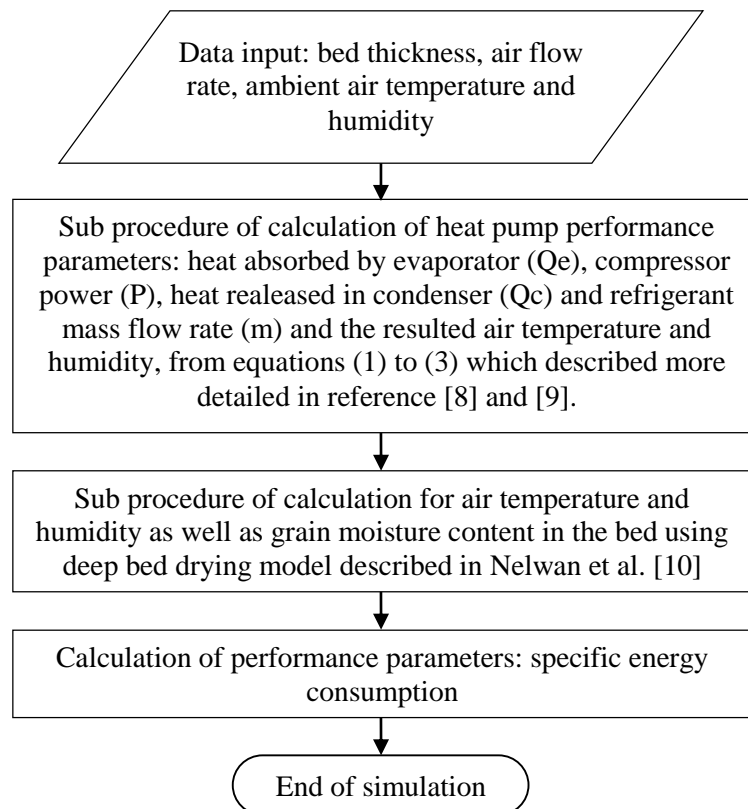 Data input: bed thickness, air flow
rate, ambient air temperature and
humidity
Sub procedure of calculation of heat pump performance
parameters: heat absorbed by evaporator (Qe), compressor
power (P), heat realeased in condenser (Qc) and refrigerant
mass flow rate (m) and the resulted air temperature and
humidity, from equations (1) to (3) which described more
detailed in reference [8] and [9].
Sub procedure of calculation for air temperature and
humidity as well as grain moisture content in the bed using
deep bed drying model described in Nelwan et al. [10]
Calculation of performance parameters: specific energy
consumption
End of simulation